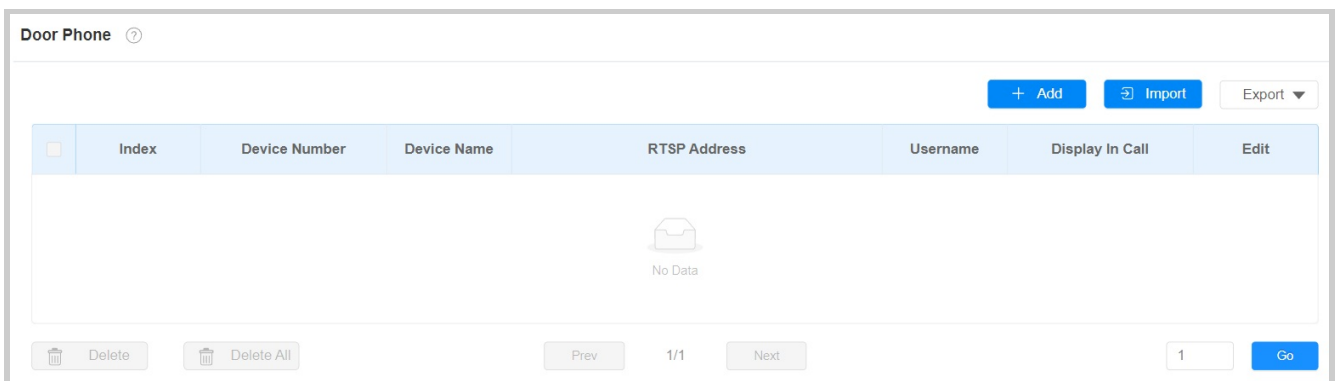 Door Phone ?
+ Add Import Export
Index Device Number Device Name RTSP Address Username Display In Call Edit
No Data
Delete Delete All Prev 1/1 Next 1 Go